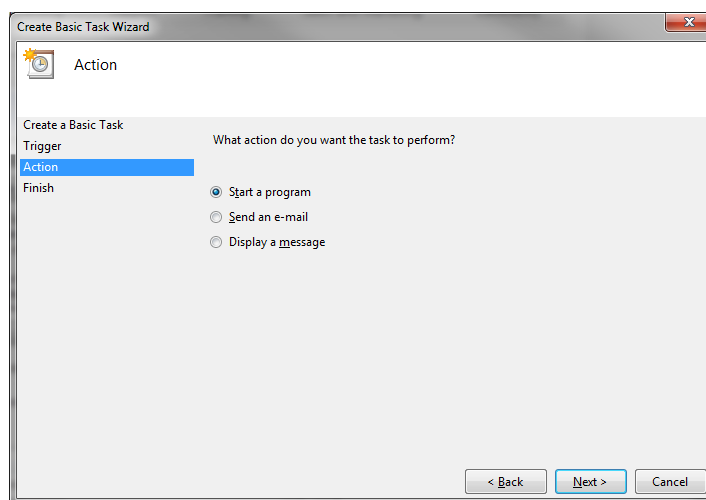 Create Basic Task Wizard
Action
Create a Basic Task
Trigger
Action
Finish
What action do you want the task to perform?
Start a program
Send an e-mail
Display a message
< Back
Next >
Cancel